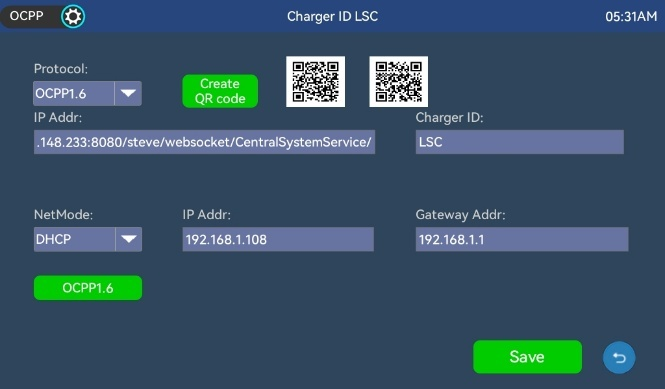 OCPP
Charger ID LSC
05:31AM
Protocol:
OCPP1.6
Create
QR code
IP Addr:
.148.233:8080/steve/websocket/CentralSystemService/
Charger ID:
LSC
NetMode:
DHCP
IP Addr:
192.168.1.108
Gateway Addr:
192.168.1.1
OCPP1.6
Save